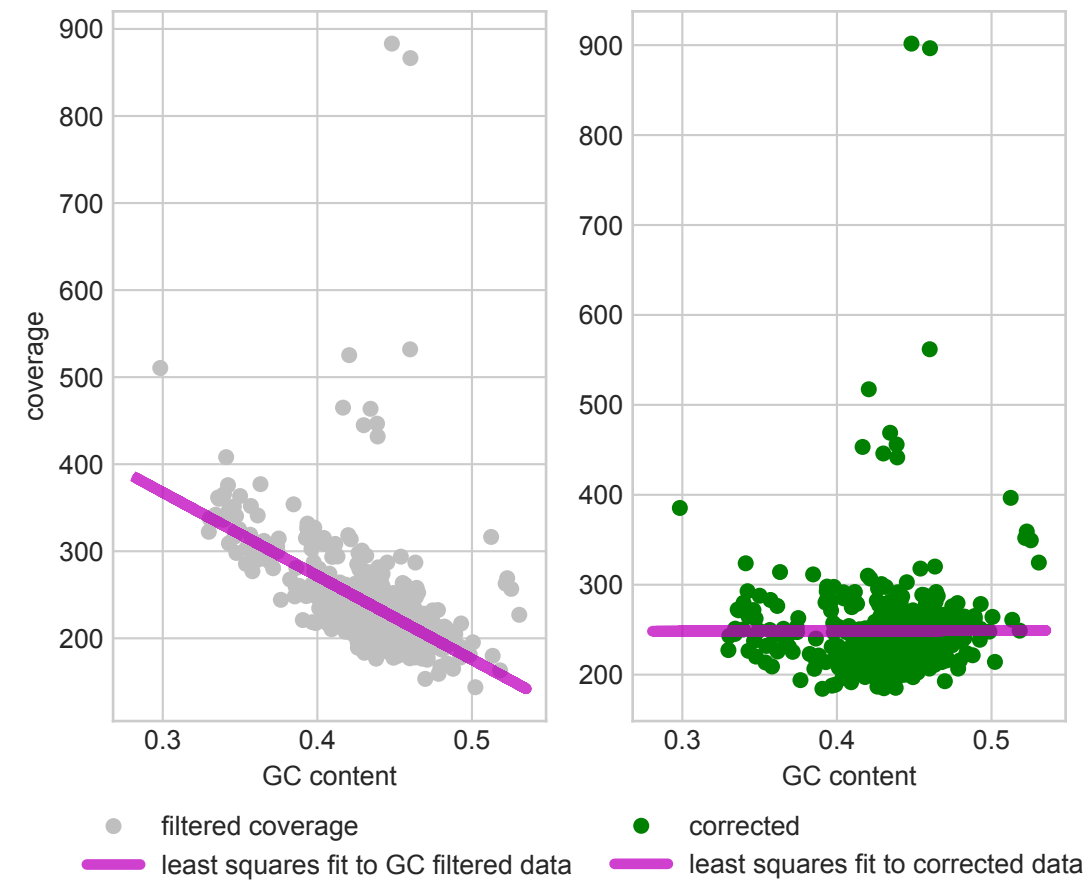 900
800
700
600
500
400
300
200
coverage
0.3 0.4 0.5
GC content
filtered coverage
least squares fit to GC filtered data
900
800
700
600
500
400
300
200
0.3 0.4 0.5
GC content
corrected
least squares fit to corrected data